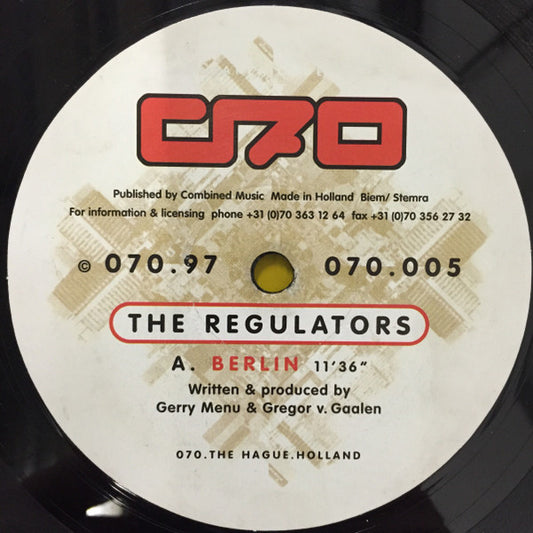 070
Published by Combined Music Made in Holland Biem/ Stemra
For information & licensing phone +31 (0)70 363 12 64 fax +31 (0)70 356 27 32
© 070.97 070.005
THE REGULATORS
A. BERLIN 11'36"
Written & produced by
Gerry Menu & Gregor v. Gaalen
070.THE HAGUE.HOLLAND